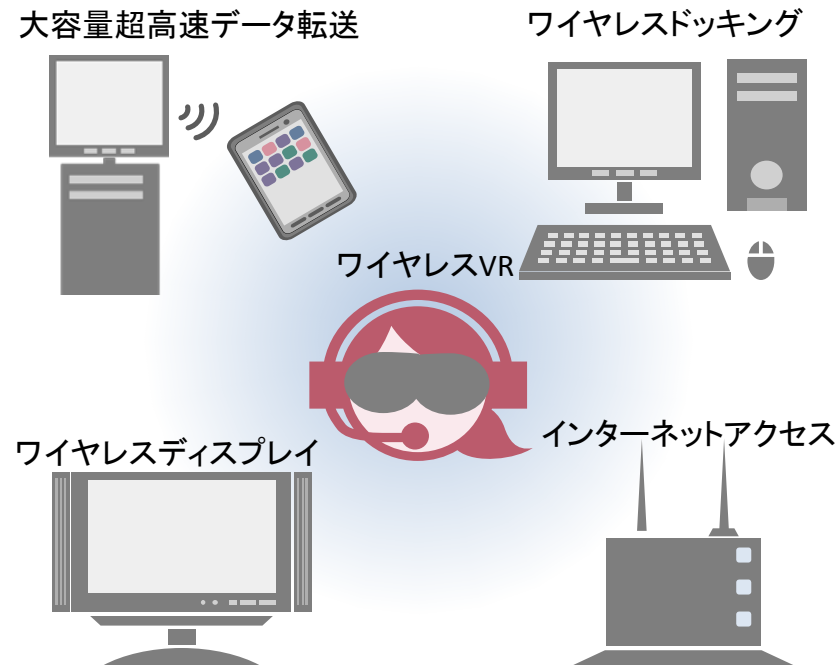 大容量超高速データ転送
ワイヤレスドッキング
ワイヤレスVR
ワイヤレスディスプレイ
インターネットアクセス